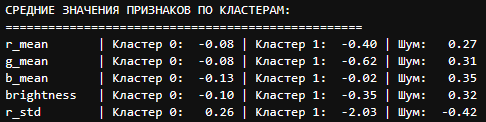 СРЕДНИЕ ЗНАЧЕНИЯ ПРИЗНАКОВ ПО КЛАСТЕРАМ:
==================================================
r_mean | Кластер 0: -0.08 | Кластер 1: -0.40 | Шум: 0.27
g_mean | Кластер 0: -0.08 | Кластер 1: -0.62 | Шум: 0.31
b_mean | Кластер 0: -0.13 | Кластер 1: -0.02 | Шум: 0.35
brightness | Кластер 0: -0.10 | Кластер 1: -0.35 | Шум: 0.32
r_std | Кластер 0: 0.26 | Кластер 1: -2.03 | Шум: -0.42